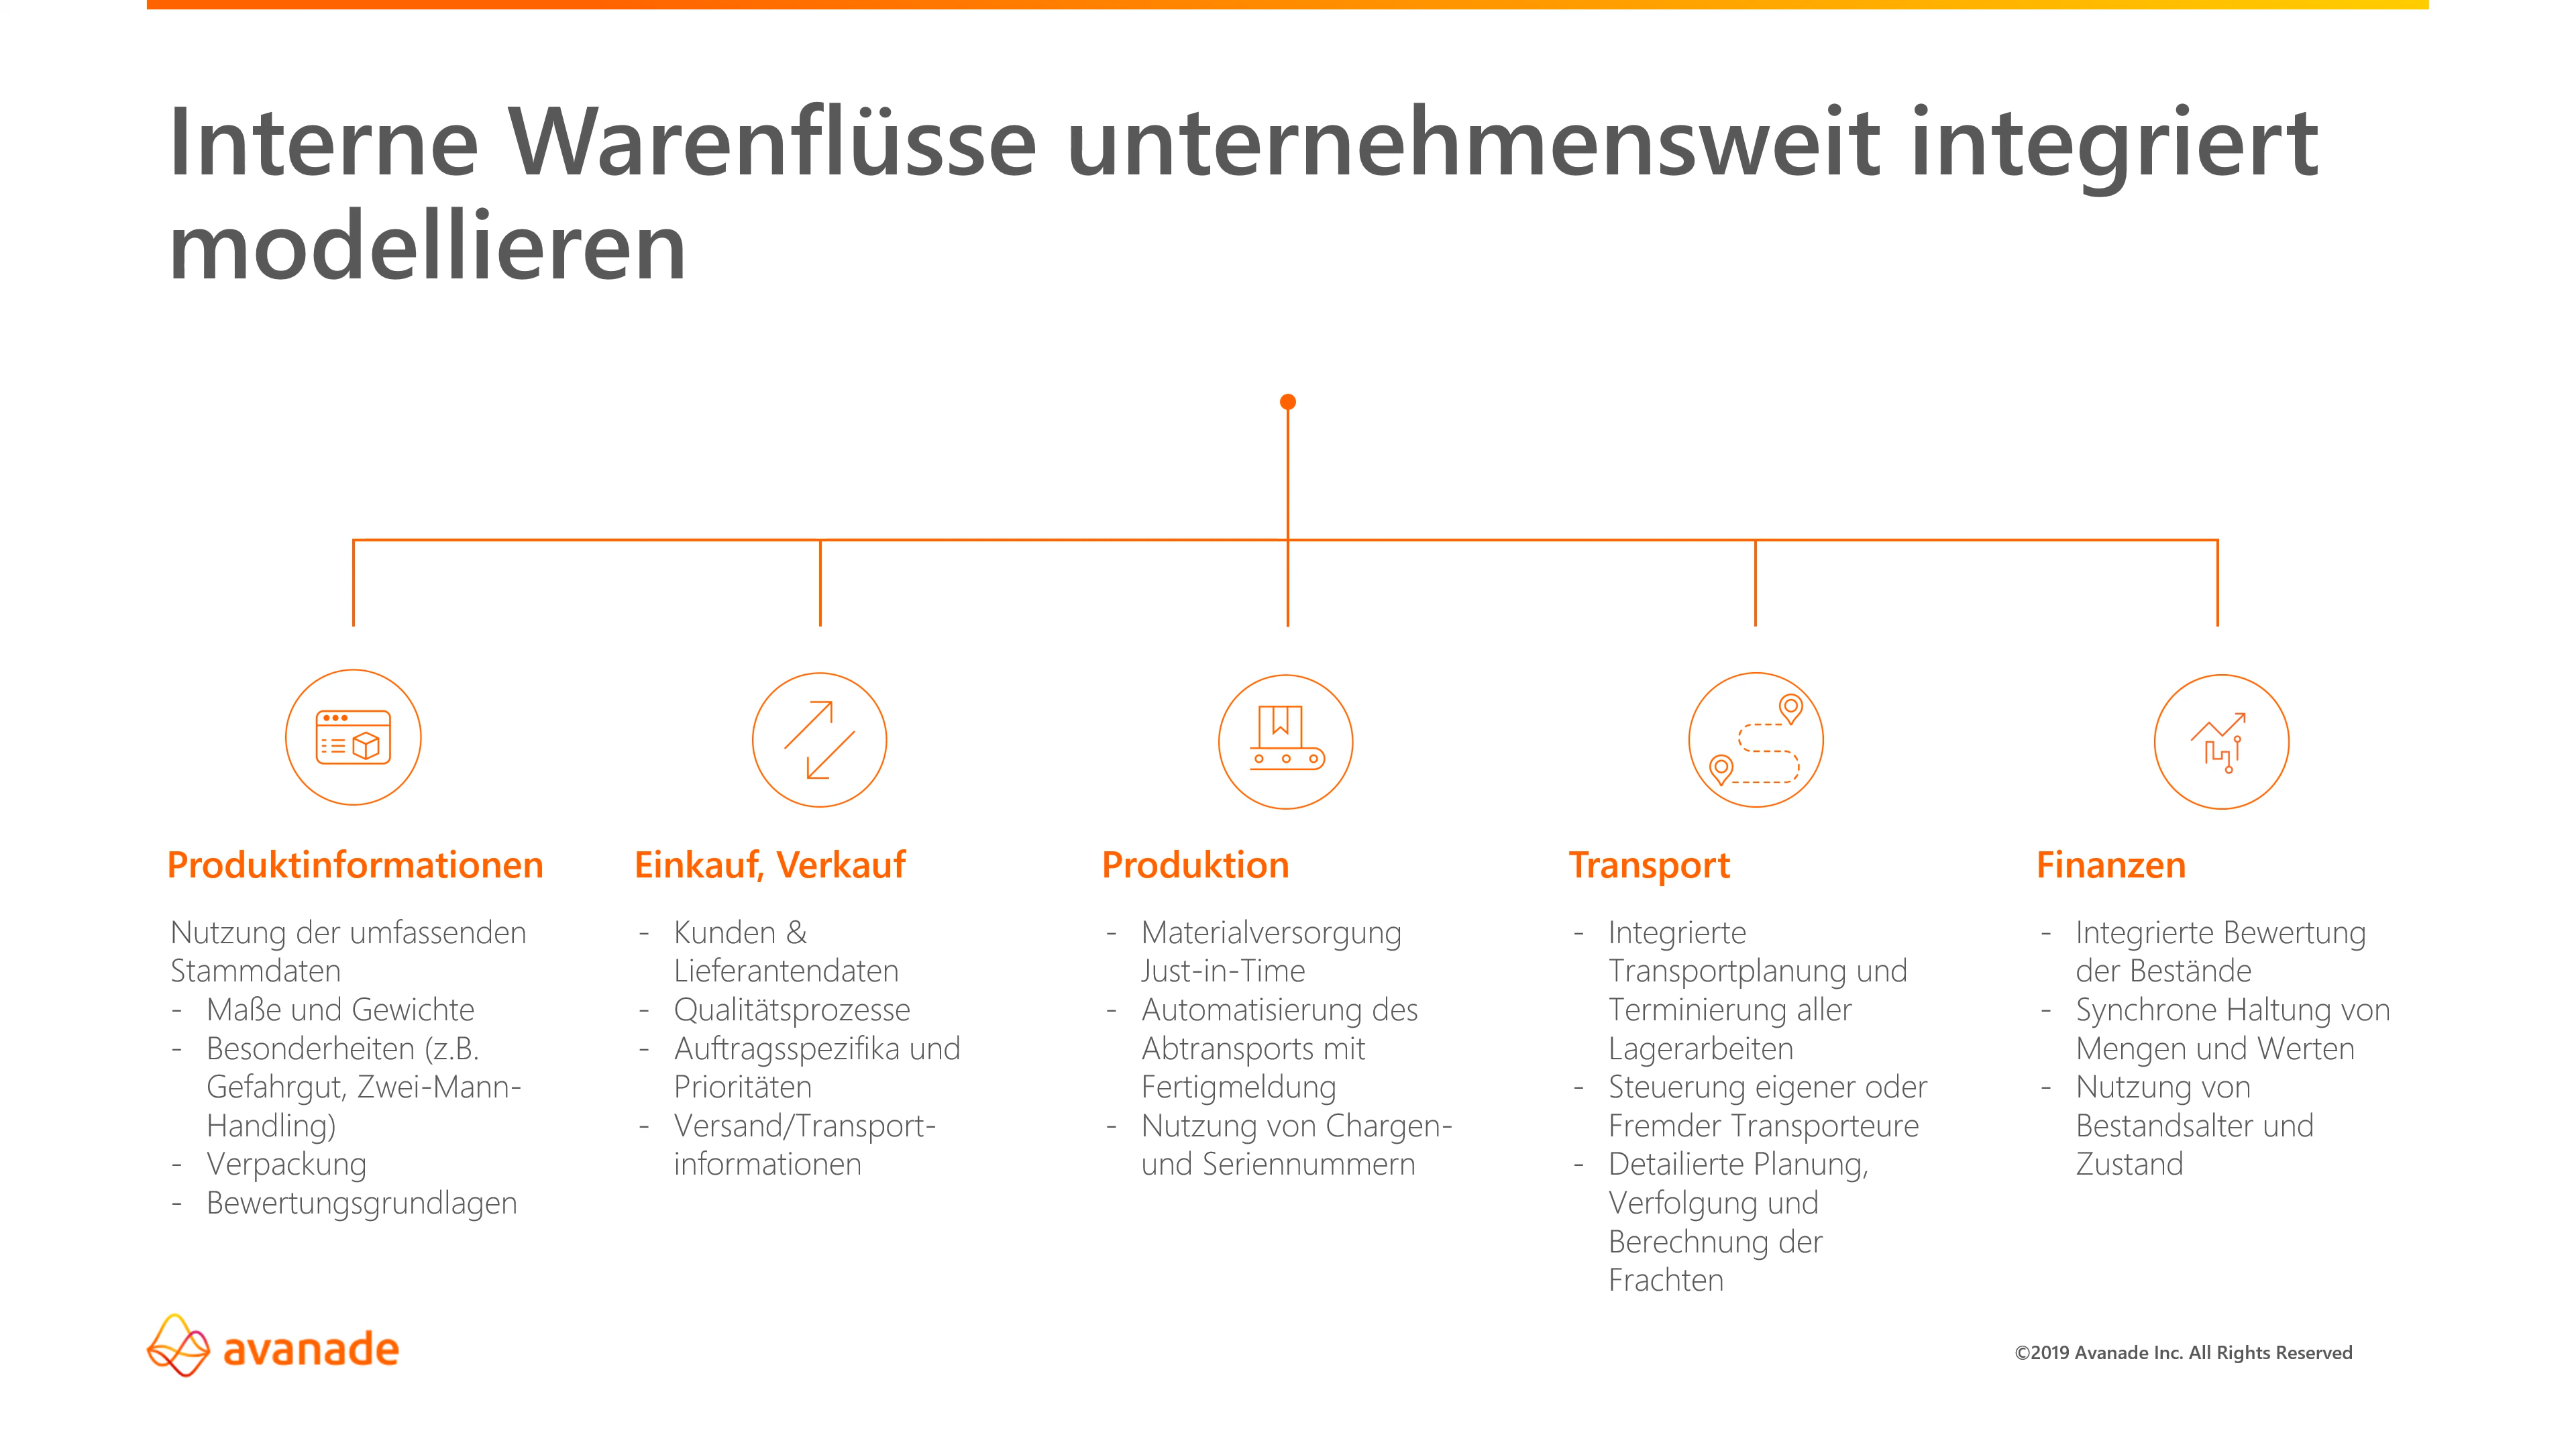 Interne Warenflüsse unternehmensweit integriert
modellieren
Produktinformationen
Nutzung der umfassenden
Stammdaten
- Maße und Gewichte
- Besonderheiten (z.B.
Gefahrgut, Zwei-Mann-
Handling)
- Verpackung
- Bewertungsgrundlagen
Einkauf, Verkauf
- Kunden &
Lieferantendaten
- Qualitätsprozesse
- Auftragsspezifika und
Prioritäten
- Versand/Transport-
informationen
Produktion
- Materialversorgung
Just-in-Time
- Automatisierung des
Abtransports mit
Fertigmeldung
- Nutzung von Chargen-
und Seriennummern
Transport
- Integrierte
Transportplanung und
Terminierung aller
Lagerarbeiten
- Steuerung eigener oder
Fremder Transporteure
- Detailierte Planung,
Verfolgung und
Berechnung der
Frachten
Finanzen
- Integrierte Bewertung
der Bestände
- Synchrone Haltung von
Mengen und Werten
- Nutzung von
Bestandsalter und
Zustand
avanade
©2019 Avanade Inc. All Rights Reserved